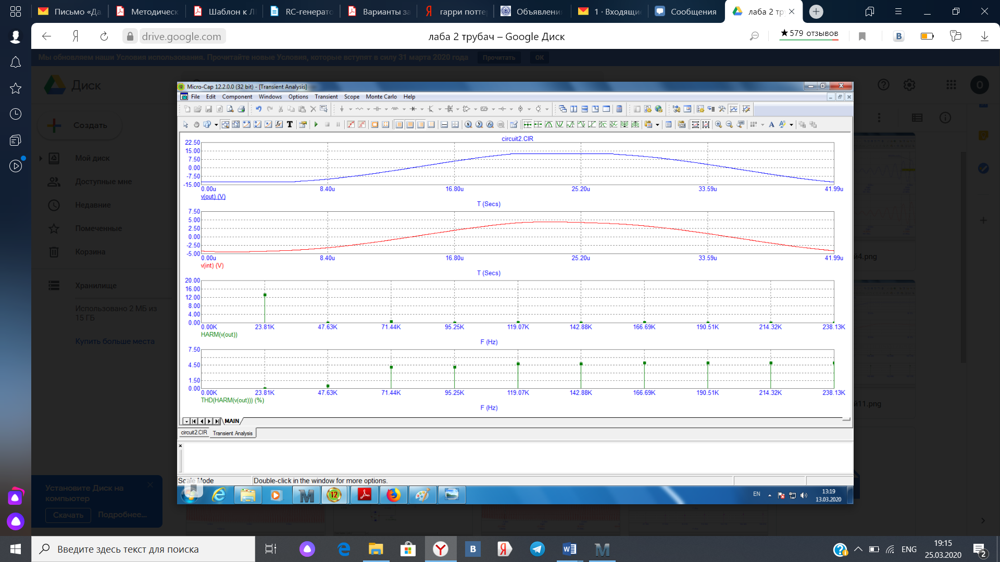 Письмо «Да
Методическ
Шаблон к Л
RC-генерато
Варианты за
гарри потте
Объявления
1 · Входящи
Сообщения
лаба 2 тру
drive.google.com
лаба 2 трубач – Google Диск
★579 отзывов
Мы обновляем наши Условия использования. Прочитайте новые Условия, которые вступят в силу 31 марта 2020 года
Прочитать
ОК
Диск
Создать
Мой диск
Доступные мне
Недавние
Помеченные
Корзина
Хранилище
Использовано 2 МБ из
15 ГБ
Купить больше места
Установите Диск на
компьютер
Скачать
Подробнее...
Micro-Cap 12.2.0.0 (32 bit) - [Transient Analysis]
File Edit Component Windows Options Transient Scope Monte Carlo Help
circuit2.CIR
22.50
15.00
7.50
0.00
-7.50
-15.00
0.00u 8.40u 16.80u 25.20u 33.59u 41.99u
v(out) (V)
T (Secs)
7.50
5.00
2.50
0.00
-2.50
-5.00
0.00u 8.40u 16.80u 25.20u 33.59u 41.99u
v(int) (V)
T (Secs)
20.00
16.00
12.00
8.00
4.00
0.00
0.00K 23.81K 47.63K 71.44K 95.25K 119.07K 142.88K 166.69K 190.51K 214.32K 238.13K
HARM(v(out))
F (Hz)
7.50
4.50
1.50
0.00
0.00K 23.81K 47.63K 71.44K 95.25K 119.07K 142.88K 166.69K 190.51K 214.32K 238.13K
THD(HARM(v(out))) (%)
F (Hz)
MAIN
circuit2.CIR Transient Analysis
Scale Mode
Double-click in the window for more options.
EN
13:19
13.03.2020
й4.png
й11.png
Введите здесь текст для поиска
ENG
19:15
25.03.2020
2